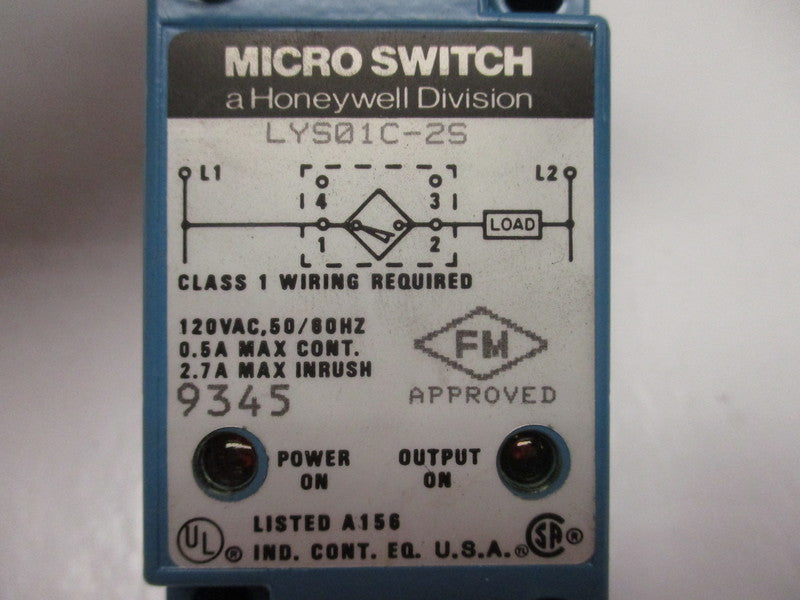 MICRO SWITCH
a Honeywell Division
LYS01C-2S
L1 L2
4 3
LOAD
1 2
CLASS 1 WIRING REQUIRED
120VAC,50/60HZ
0.5A MAX CONT.
2.7A MAX INRUSH
FM
9345
APPROVED
POWER ON
OUTPUT ON
UL ® LISTED A156
IND. CONT. EQ. U.S.A. ® SA ®